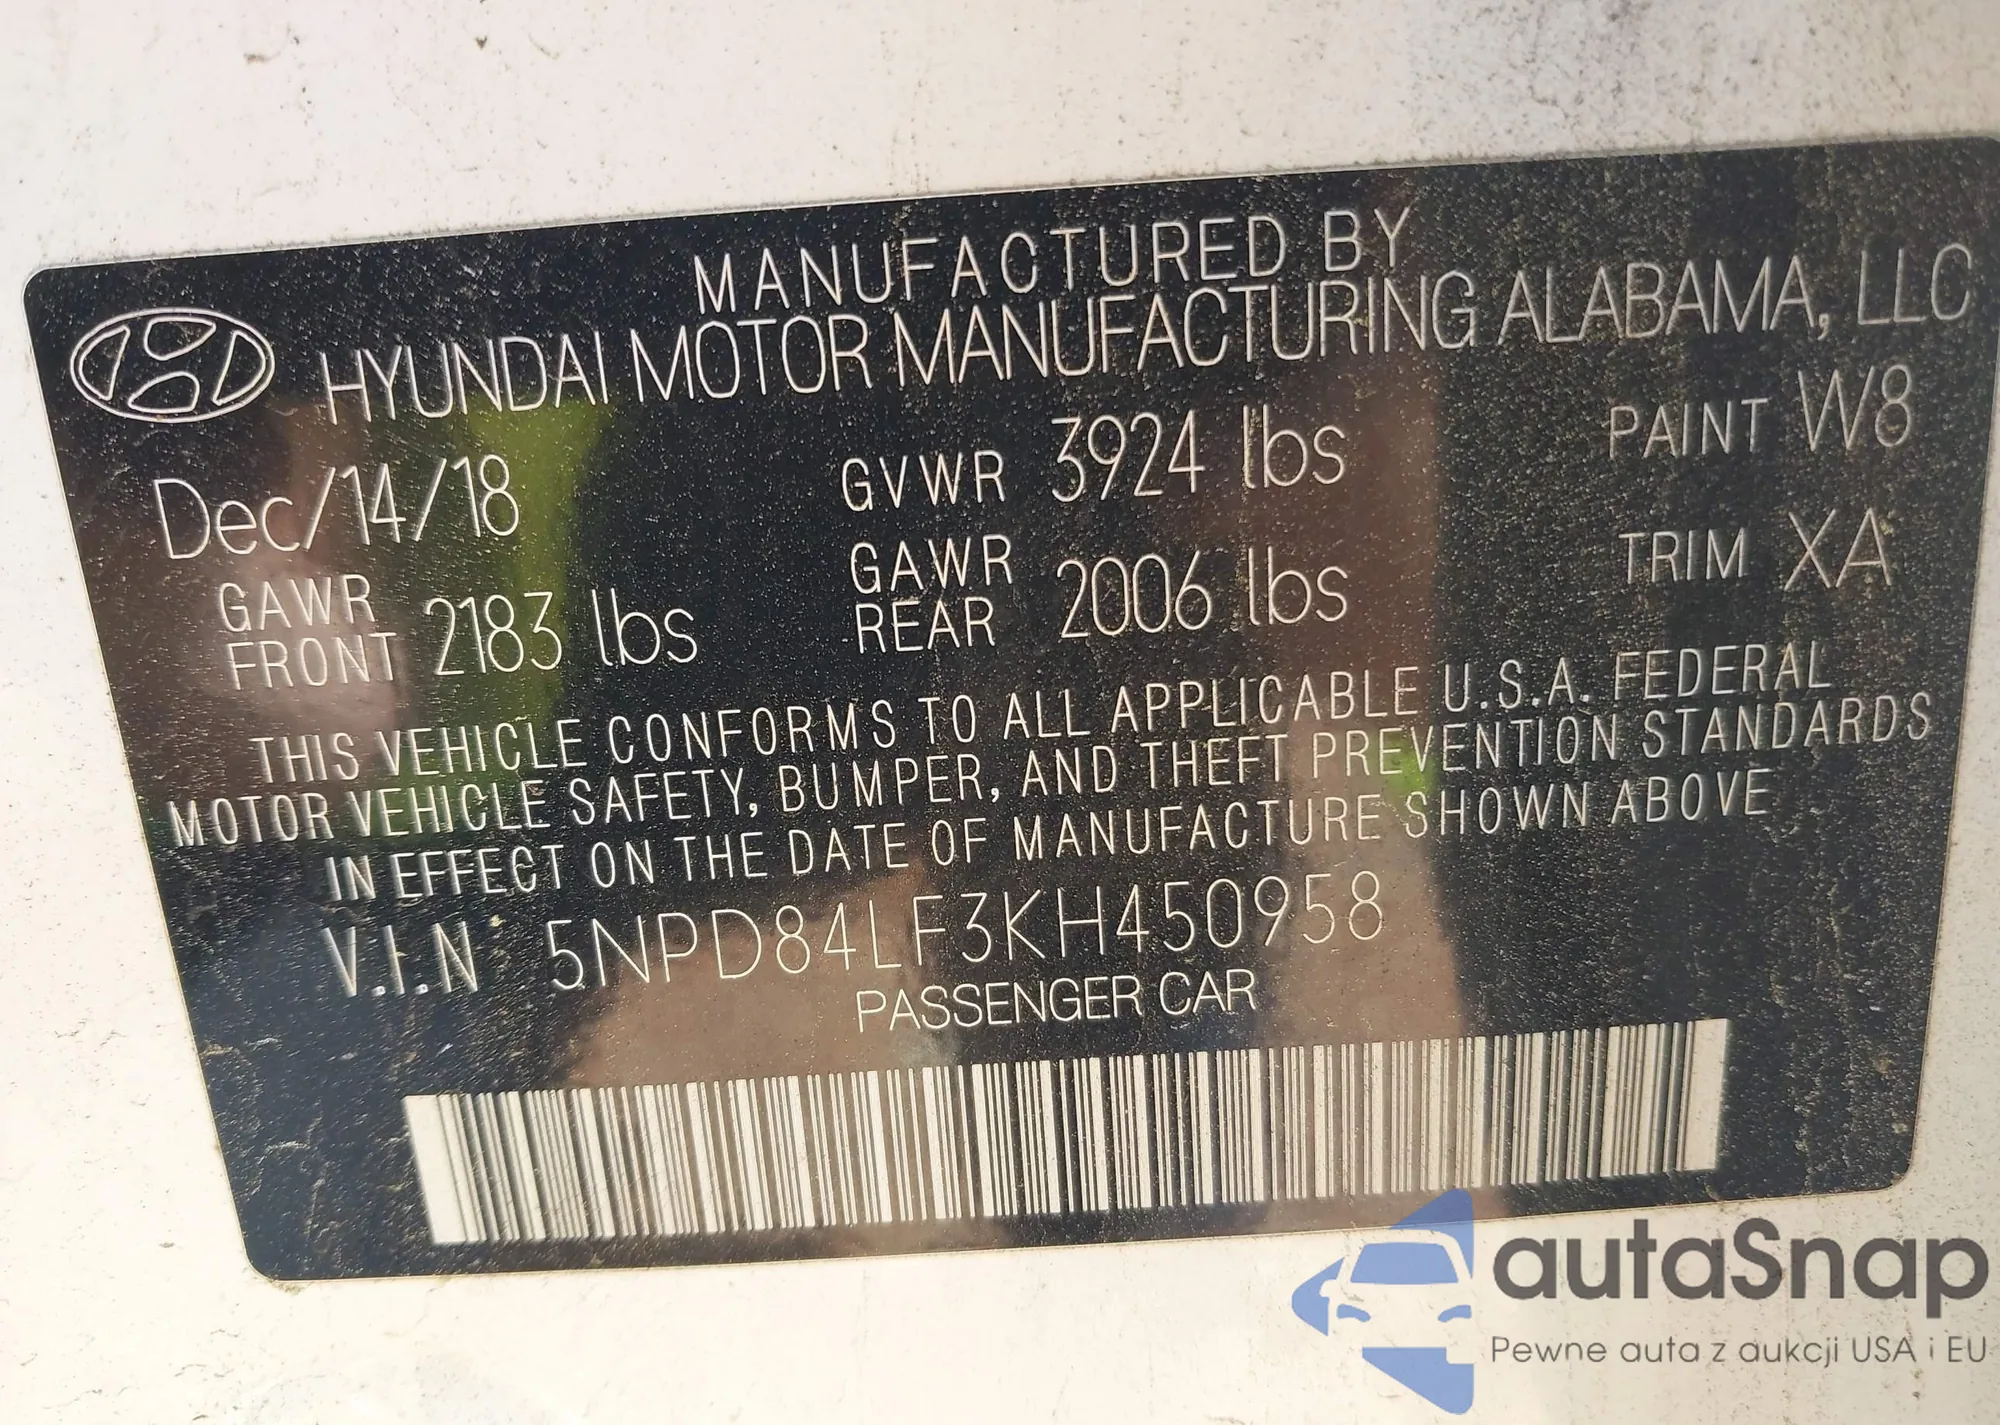 MANUFACTURED BY
HYUNDAI MOTOR MANUFACTURING ALABAMA, LLC
Dec/14/18 GVWR 3924 lbs PAINT W8
GAWR FRONT 2183 lbs GAWR REAR 2006 lbs TRIM XA
THIS VEHICLE CONFORMS TO ALL APPLICABLE U.S.A. FEDERAL
MOTOR VEHICLE SAFETY, BUMPER, AND THEFT PREVENTION STANDARDS
IN EFFECT ON THE DATE OF MANUFACTURE SHOWN ABOVE
V.I.N 5NPD84LF3KH450958
PASSENGER CAR
autaSnap
Pewne auta z aukcji USA i EU